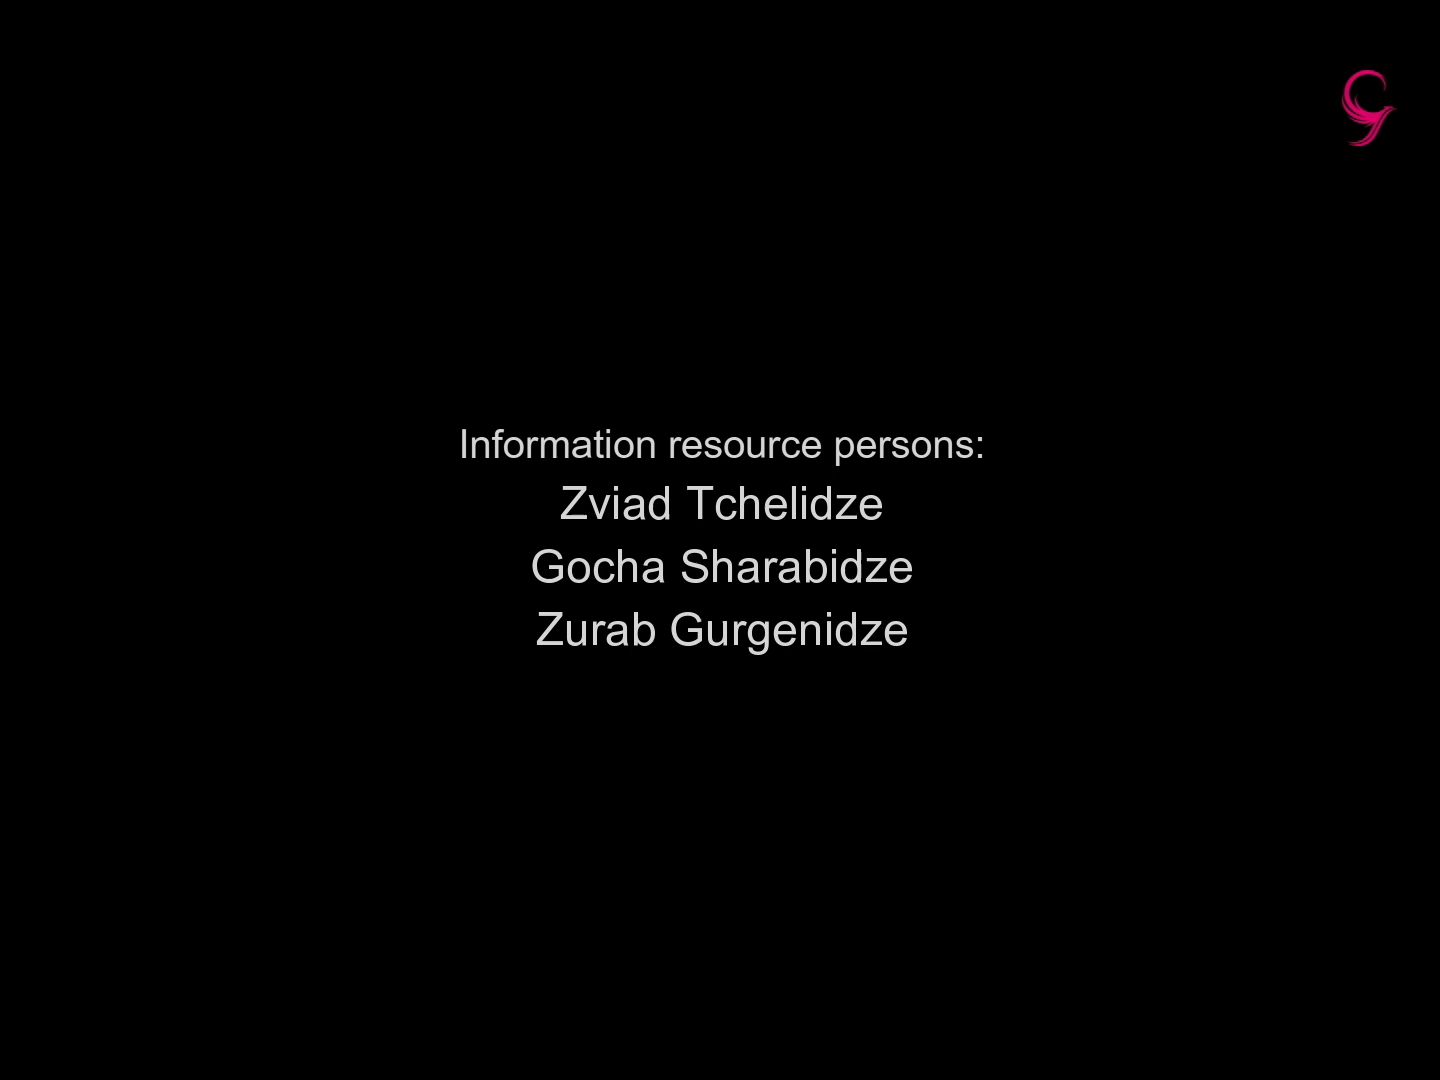 Information resource persons:
Zviad Tchelidze
Gocha Sharabidze
Zurab Gurgenidze